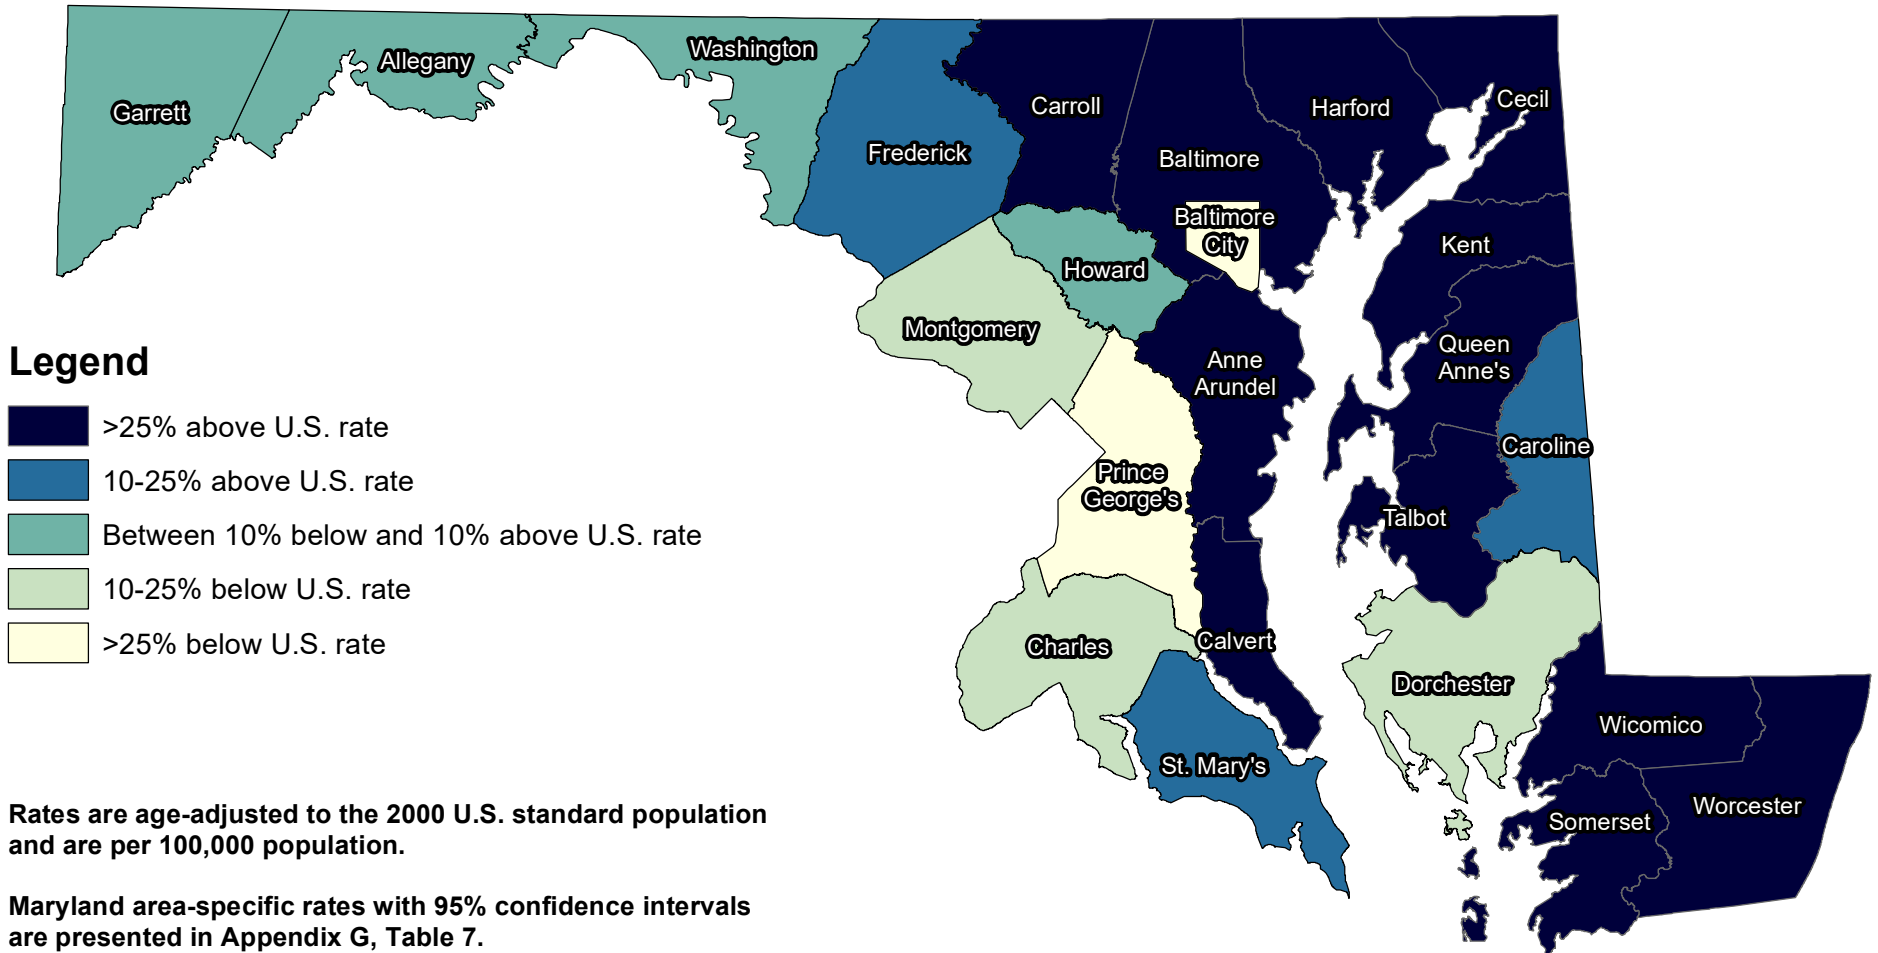 Garrett
Allegany
Washington
Frederick
Carroll
Baltimore
Harford
Cecil
Baltimore
City
Kent
Howard
Montgomery
Queen
Anne's
Anne
Arundel
Caroline
Prince
George's
Talbot
Charles
Calvert
Dorchester
St. Mary's
Wicomico
Somerset
Worcester
Legend
>25% above U.S. rate
10-25% above U.S. rate
Between 10% below and 10% above U.S. rate
10-25% below U.S. rate
>25% below U.S. rate
Rates are age-adjusted to the 2000 U.S. standard population
and are per 100,000 population.
Maryland area-specific rates with 95% confidence intervals
are presented in Appendix G, Table 7.